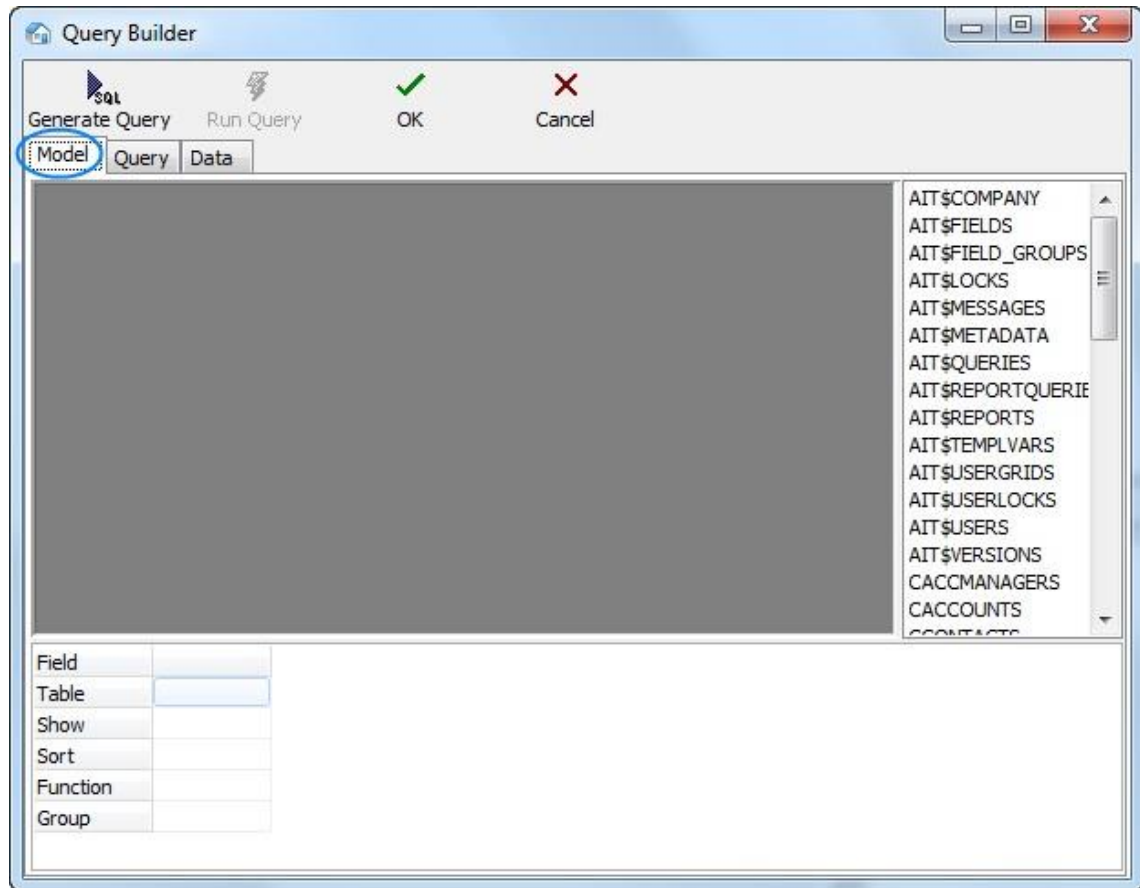 Query Builder
SQL
Generate Query Run Query OK Cancel
Model Query Data
AIT$COMPANY
AIT$FIELDS
AIT$FIELD_GROUPS
AIT$LOCKS
AIT$MESSAGES
AIT$METADATA
AIT$QUERIES
AIT$REPORTQUERIE
AIT$REPORTS
AIT$TEMPLVARS
AIT$USERGRIDS
AIT$USERLOCKS
AIT$USERS
AIT$VERSIONS
CACCMANAGERS
CACCOUNTS
CCONTACTS
Field
Table
Show
Sort
Function
Group